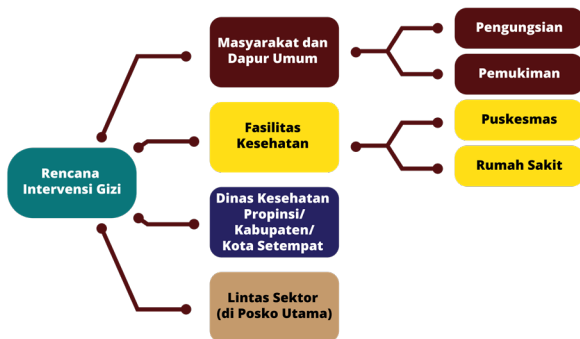 Rencana
Intervensi Gizi
Masyarakat dan
Dapur Umum
Pengungsian
Pemukiman
Fasilitas
Kesehatan
Puskesmas
Rumah Sakit
Dinas Kesehatan
Propinsi/
Kabupaten/
Kota Setempat
Lintas Sektor
(di Posko Utama)